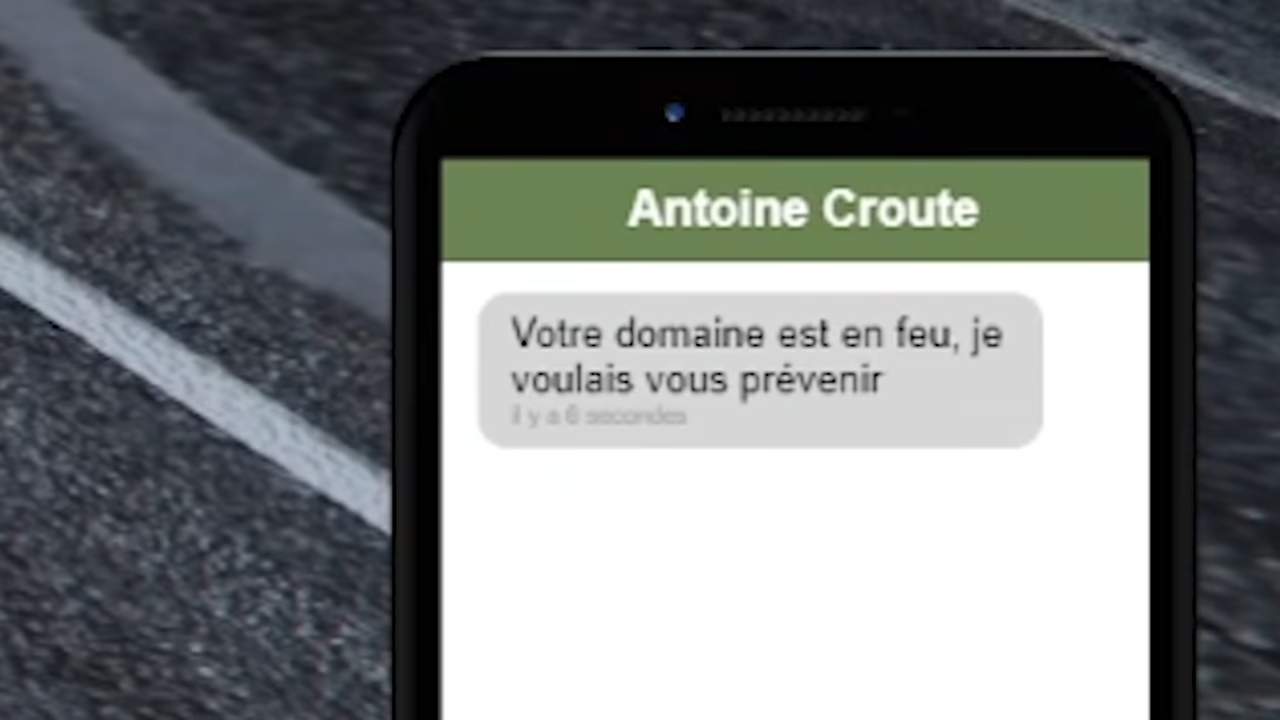 Antoine Croute
Votre domaine est en feu, je
voulais vous prévenir
il y a 6 secondes